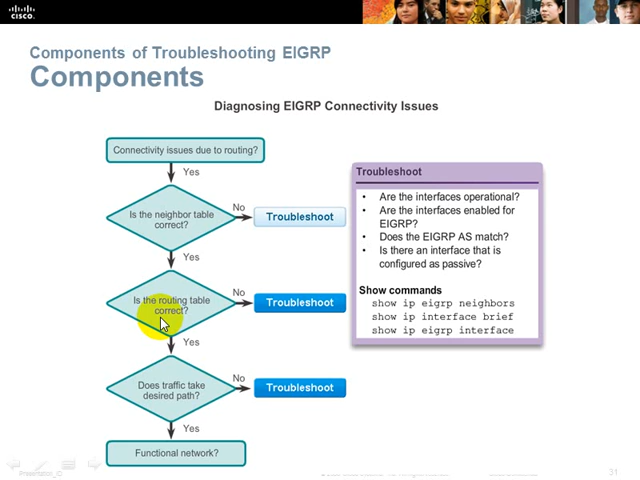 CISCO
Components of Troubleshooting EIGRP
Components
Diagnosing EIGRP Connectivity Issues
Connectivity issues due to routing?
Yes
Is the neighbor table
correct?
No
Troubleshoot
Yes
Is the routing table
correct?
No
Troubleshoot
Yes
Does traffic take
desired path?
No
Troubleshoot
Yes
Functional network?
Troubleshoot
• Are the interfaces operational?
• Are the interfaces enabled for
EIGRP?
• Does the EIGRP AS match?
• Is there an interface that is
configured as passive?
Show commands
show ip eigrp neighbors
show ip interface brief
show ip eigrp interface
Presentation_ID
31